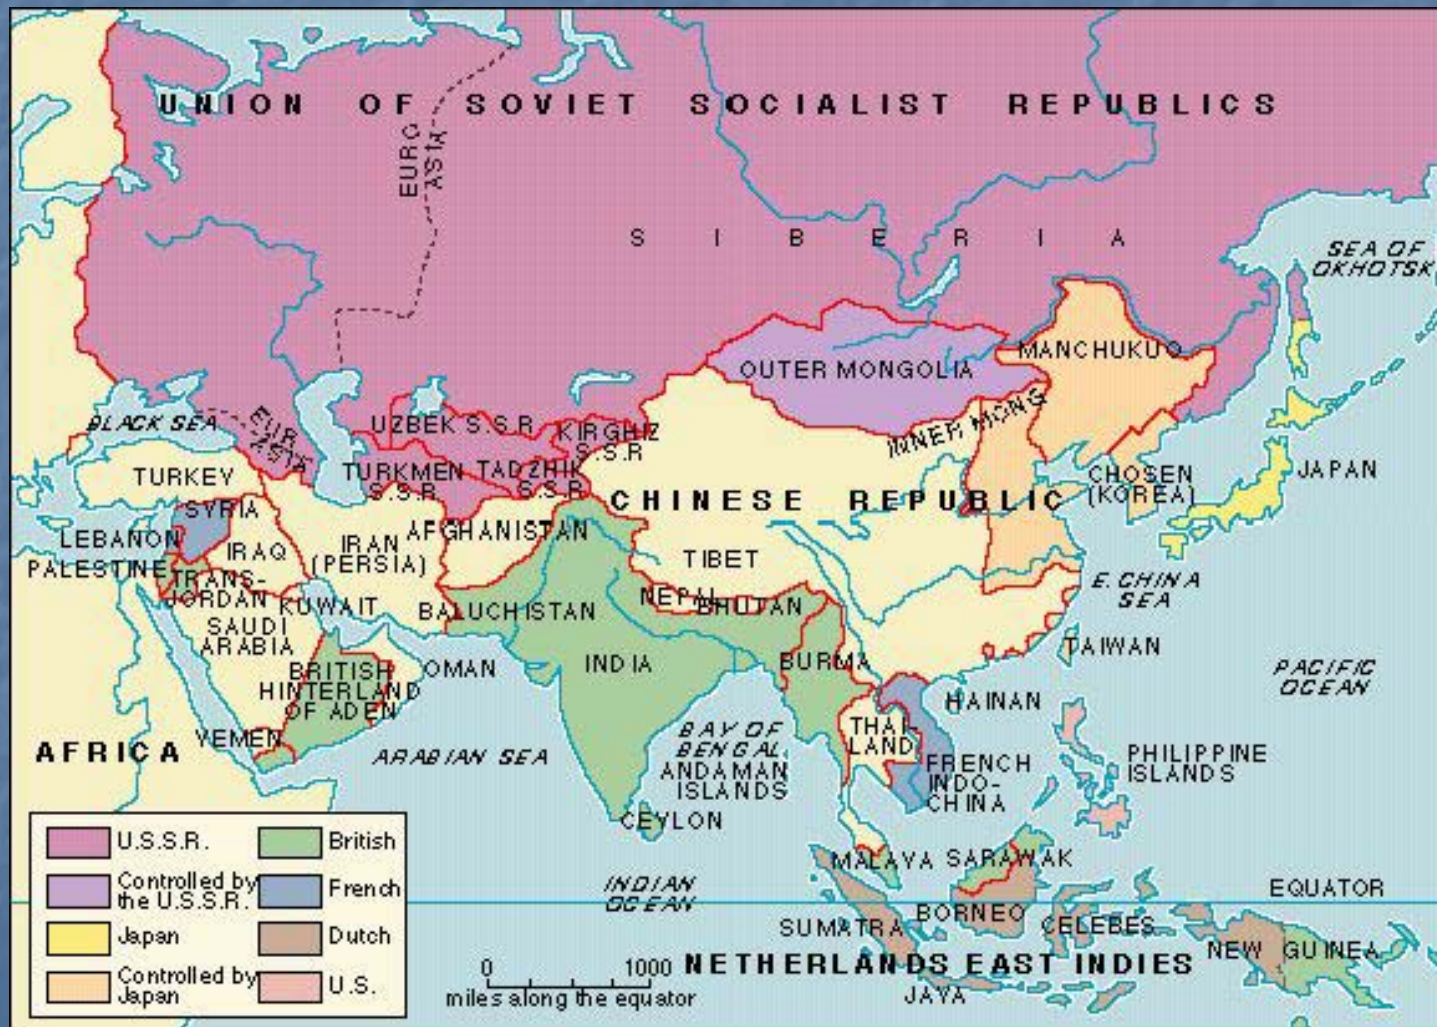 UNION OF SOVIET SOCIALIST REPUBLICS
EURO
ASIA
SIBERIA
SEA OF
OKHOTSK
MANCHUKUO
OUTER MONGOLIA
INNER MONG
BLACK SEA
EUR
ASIA
UZBEK S.S.R
KIRGHIZ
S.S.R
TURKMEN
S.S.R
TADZHIK
S.S.R
TURKEY
CHOSEN
(KOREA)
JAPAN
CHINESE REPUBLIC
SYRIA
LEBANON
IRAQ
IRAN
(PERSIA)
AFGHANISTAN
TIBET
PALESTINE
TRANS-
JORDAN
KUWAIT
BALUCHISTAN
NEPAL
BHUTAN
E. CHINA
SEA
SAUDI
ARABIA
BRITISH
HINTERLAND
OF ADEN
OMAN
INDIA
BURMA
TAIWAN
PACIFIC
OCEAN
HAINAN
YEMEN
AFRICA
ARABIAN SEA
BAY OF
BENGAL
ANDAMAN
ISLANDS
THAI
LAND
FRENCH
INDO-
CHINA
PHILIPPINE
ISLANDS
CEYLON
MALAYA
SARAWAK
INDIAN
OCEAN
EQUATOR
SUMATRA
BORNEO
CELEBES
NEW GUINEA
NETHERLANDS EAST INDIES
JAVA
0 1000
miles along the equator
U.S.S.R.
Controlled by
the U.S.S.R.
Japan
Controlled by
Japan
British
French
Dutch
U.S.